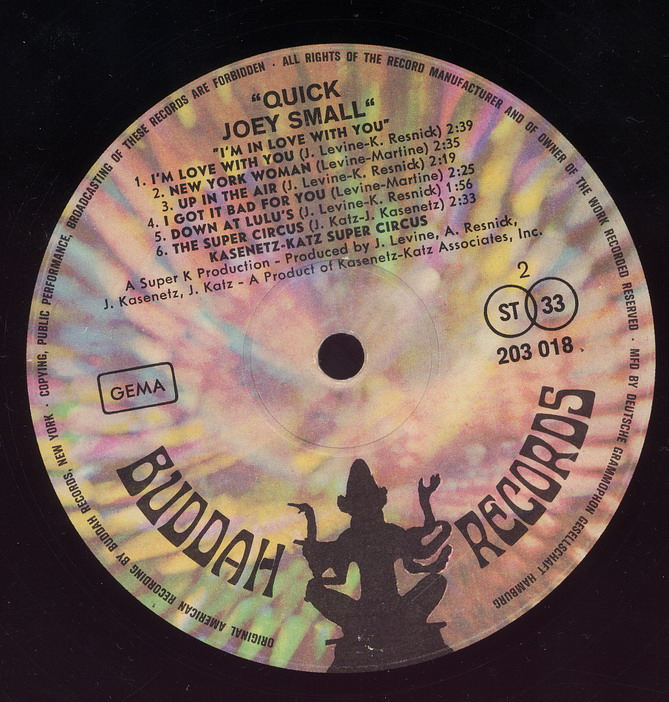 "QUICK
JOEY SMALL"
"I'M IN LOVE WITH YOU"
1. I'M LOVE WITH YOU (J. Levine-K. Resnick) 2:39
2. NEW YORK WOMAN (Levine-Martine) 2:35
3. UP IN THE AIR (J. Levine-K. Resnick) 2:19
4. I GOT IT BAD FOR YOU (Levine-Martine) 2:25
5. DOWN AT LULU'S (J. Levine-K. Resnick) 1:56
6. THE SUPER CIRCUS (J. Katz-J. Kasenetz) 2:33
KASENETZ-KATZ SUPER CIRCUS
A Super K Production - Produced by J. Levine, A. Resnick,
J. Kasenetz, J. Katz - A Product of Kasenetz-Katz Associates, Inc.
2
ST 33
203 018
GEMA
BUDDAH RECORDS
ORIGINAL AMERICAN RECORDING BY BUDDAH RECORDS, NEW YORK · COPYING, PUBLIC PERFORMANCE, BROADCASTING OF THESE RECORDS ARE FORBIDDEN · ALL RIGHTS OF THE RECORD MANUFACTURER AND OF OWNER OF THE WORK RECORDED RESERVED · MFD BY DEUTSCHE GRAMMOPHON GESELLSCHAFT HAMBURG